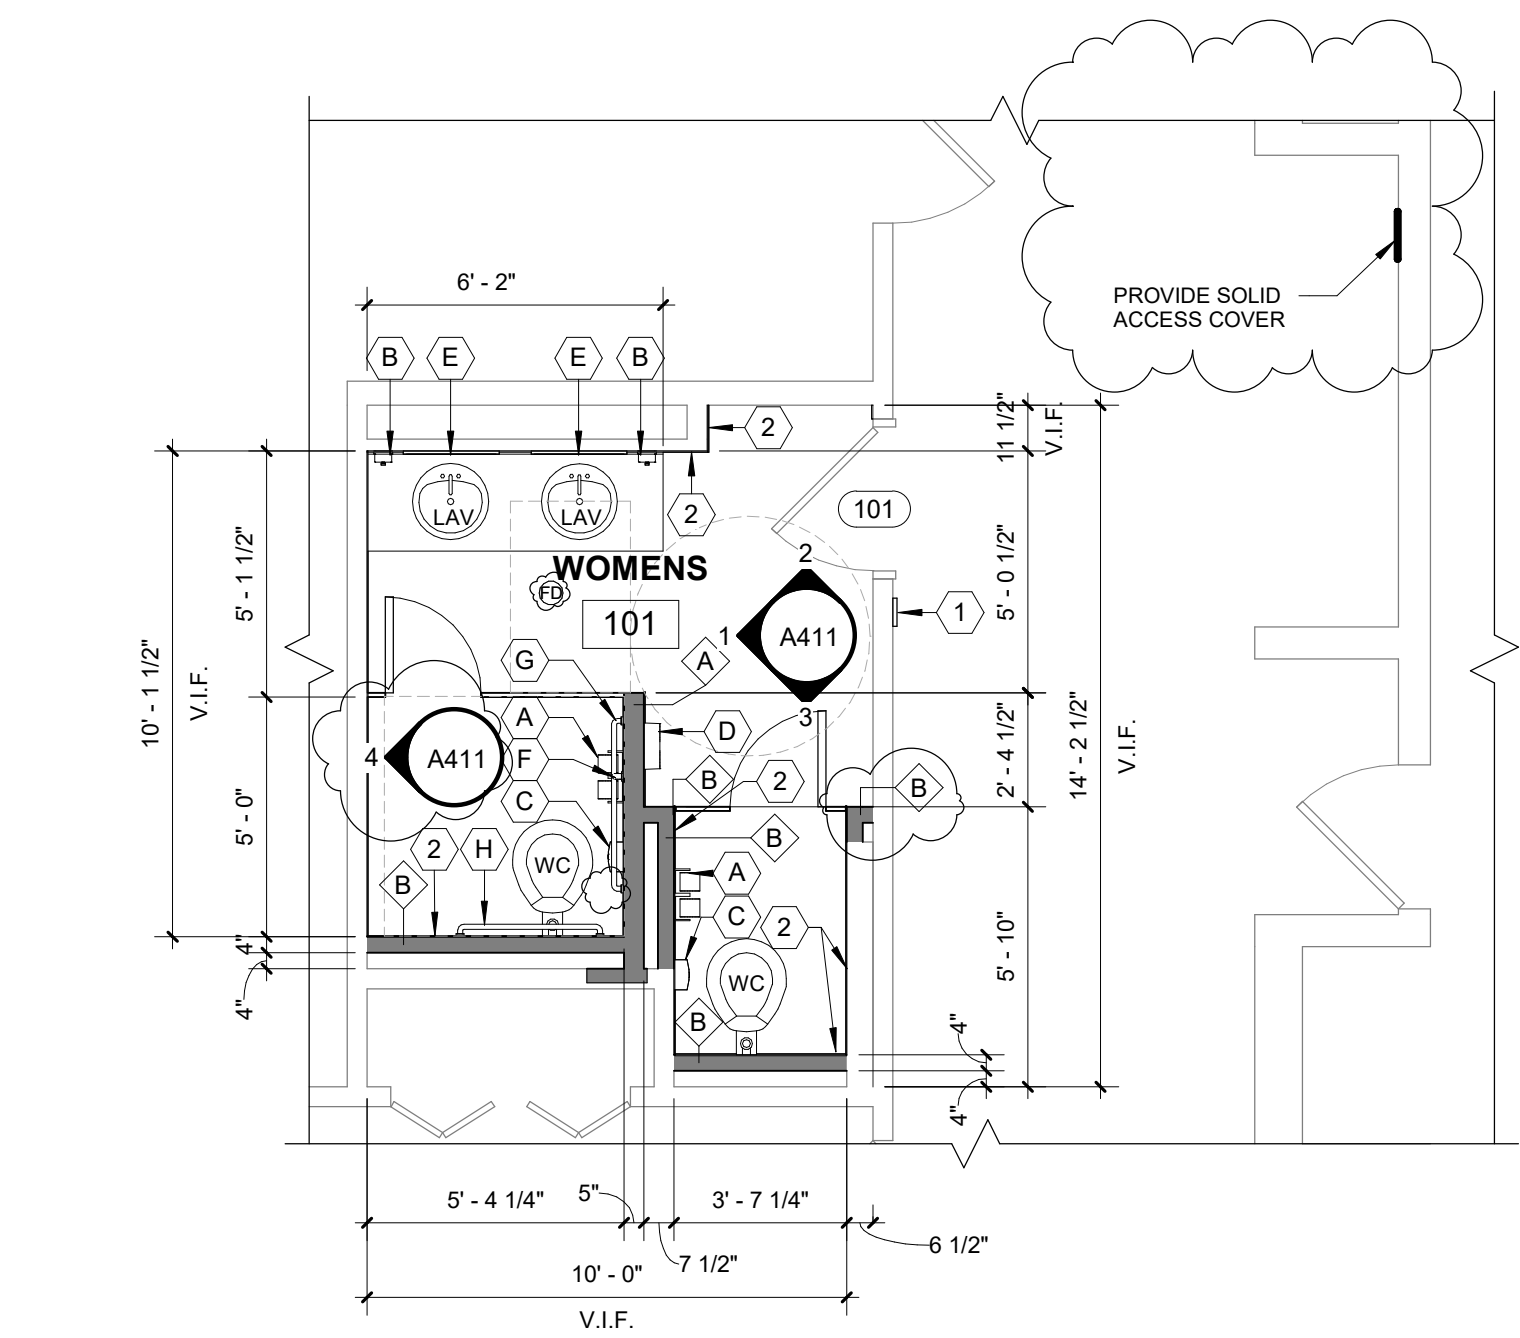 PROVIDE SOLID
ACCESS COVER
6' - 2"
B
E
E
B
2
11 1/2"
V.I.F.
LAV
LAV
2
101
5' - 1 1/2"
5' - 0 1/2"
WOMENS
FD
101
2
1
A411
3
1
10' - 1 1/2"
V.I.F.
G
A
A
D
F
4
A411
C
B
2
B
2' - 4 1/2"
14' - 2 1/2"
V.I.F.
5' - 0"
2
H
WC
B
B
A
C
2
4"
4"
WC
B
5' - 10"
4"
4"
5' - 4 1/4"
5"
3' - 7 1/4"
6 1/2"
7 1/2"
10' - 0"
V.I.F.